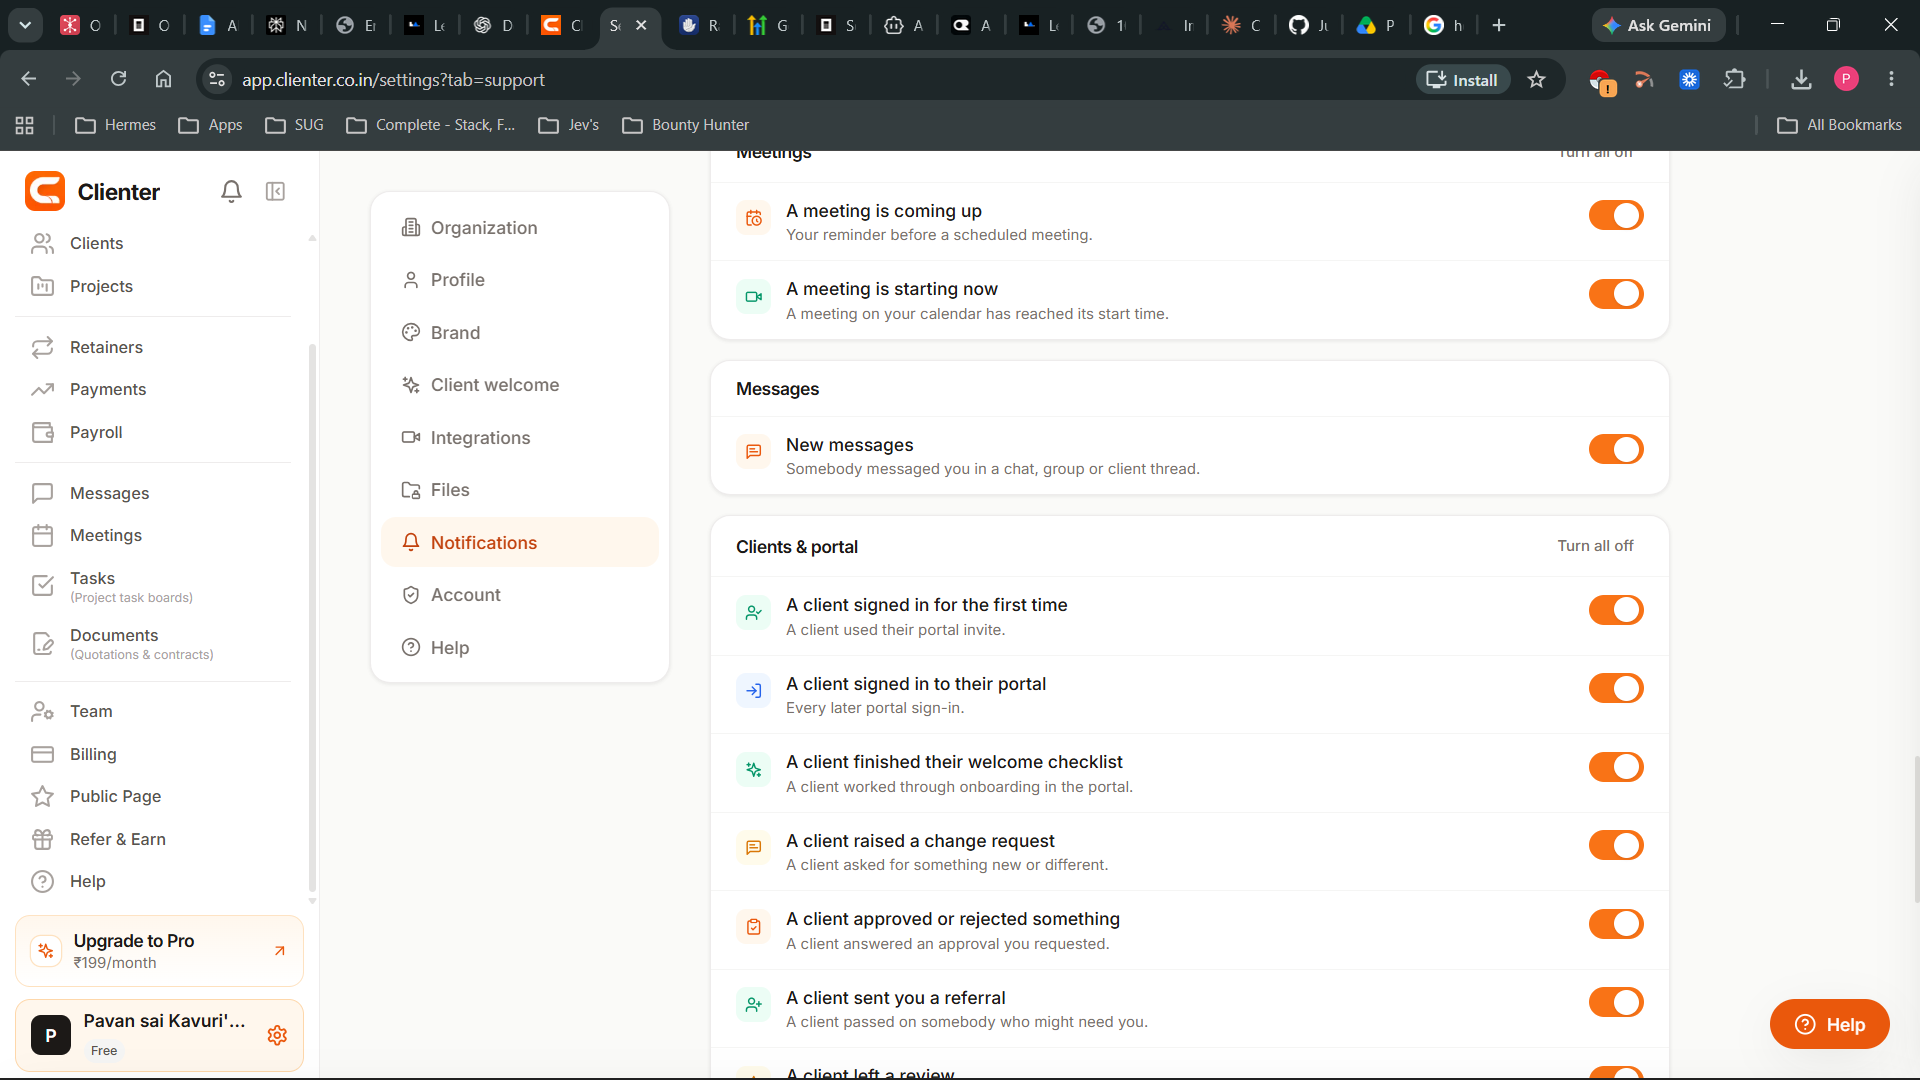 Ask Gemini
app.clienter.co.in/settings?tab=support
Install
Hermes
Apps
SUG
Complete - Stack, F...
Jev's
Bounty Hunter
All Bookmarks
Clienter
Clients
Projects
Retainers
Payments
Payroll
Messages
Meetings
Tasks
(Project task boards)
Documents
(Quotations & contracts)
Team
Billing
Public Page
Refer & Earn
Help
Upgrade to Pro
₹199/month
P
Pavan sai Kavuri'...
Free
Organization
Profile
Brand
Client welcome
Integrations
Files
Notifications
Account
Help
Meetings
Turn all off
A meeting is coming up
Your reminder before a scheduled meeting.
A meeting is starting now
A meeting on your calendar has reached its start time.
Messages
New messages
Somebody messaged you in a chat, group or client thread.
Clients & portal
Turn all off
A client signed in for the first time
A client used their portal invite.
A client signed in to their portal
Every later portal sign-in.
A client finished their welcome checklist
A client worked through onboarding in the portal.
A client raised a change request
A client asked for something new or different.
A client approved or rejected something
A client answered an approval you requested.
A client sent you a referral
A client passed on somebody who might need you.
A client left a review
Help